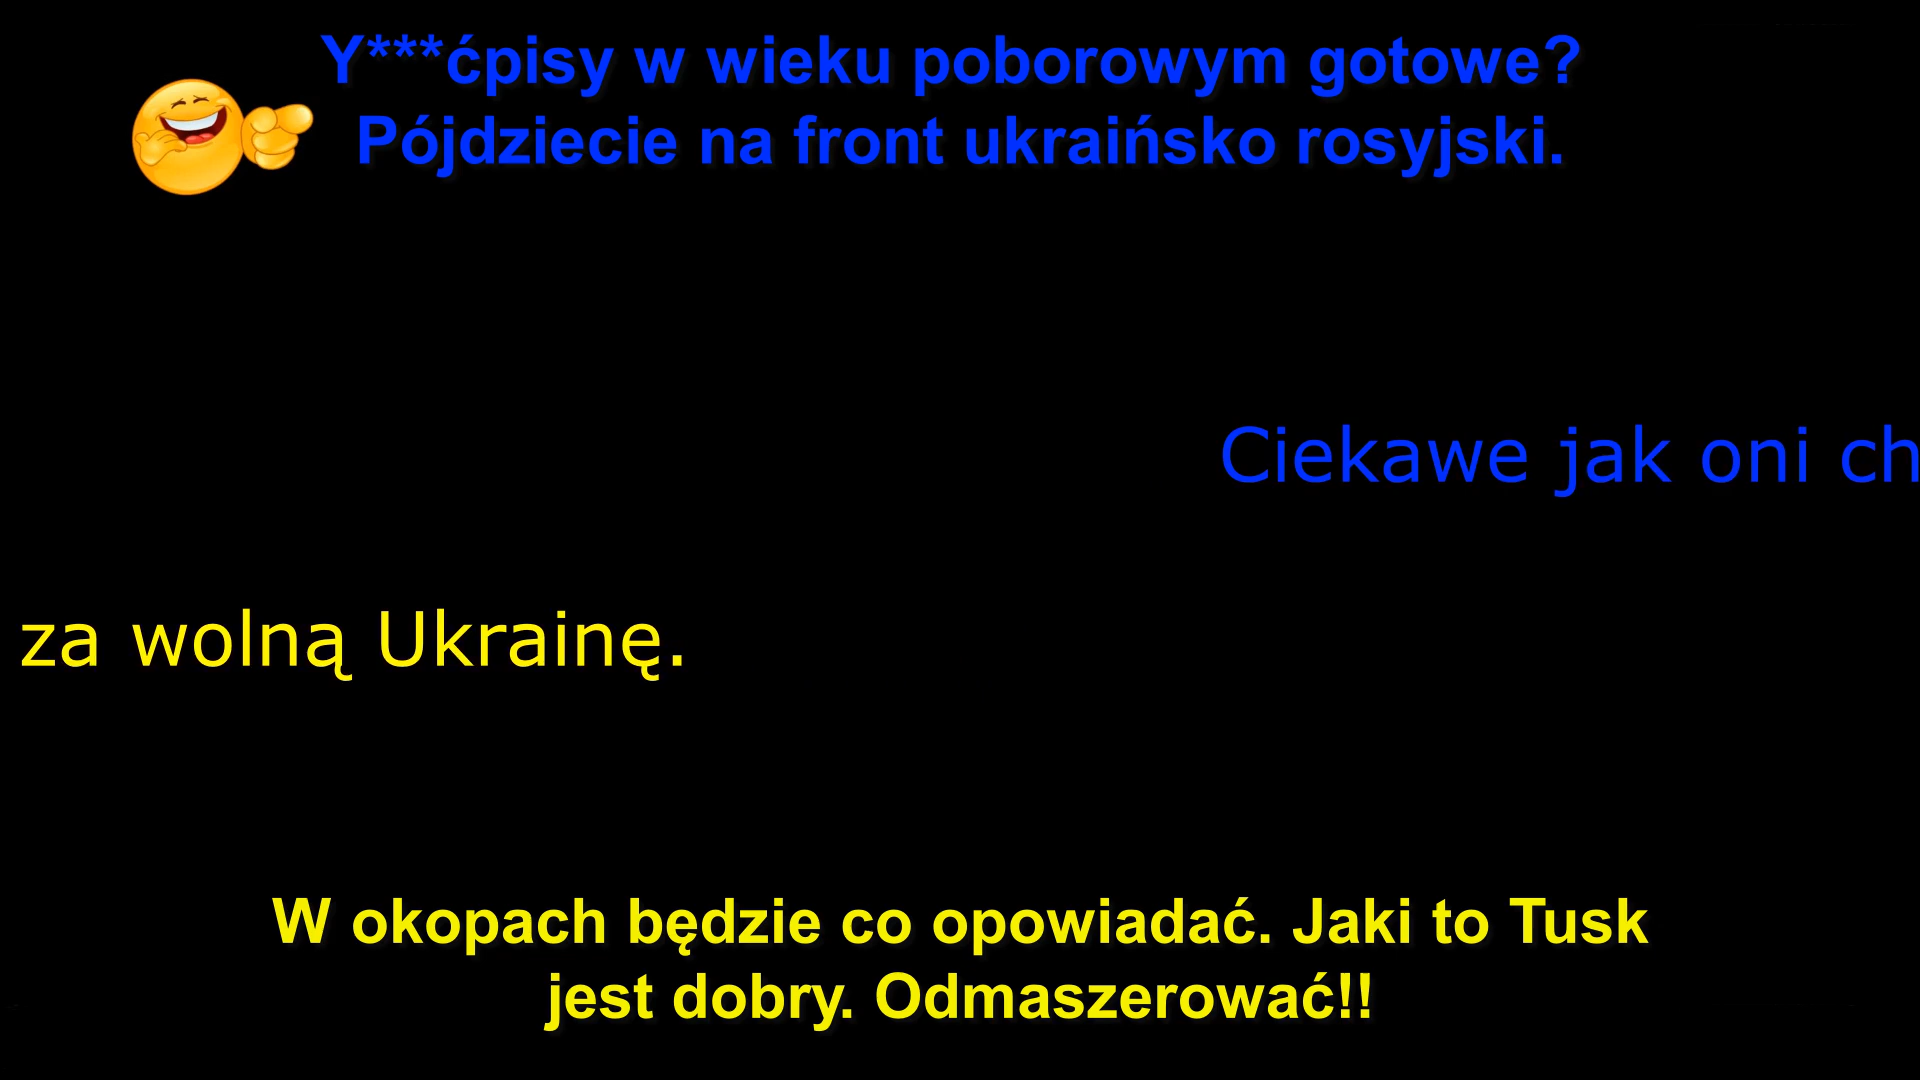 Y***ćpisy w wieku poborowym gotowe?
Pójdziecie na front ukraińsko rosyjski.
Ciekawe jak oni ch
za wolną Ukrainę.
W okopach będzie co opowiadać. Jaki to Tusk
jest dobry. Odmaszerować!!